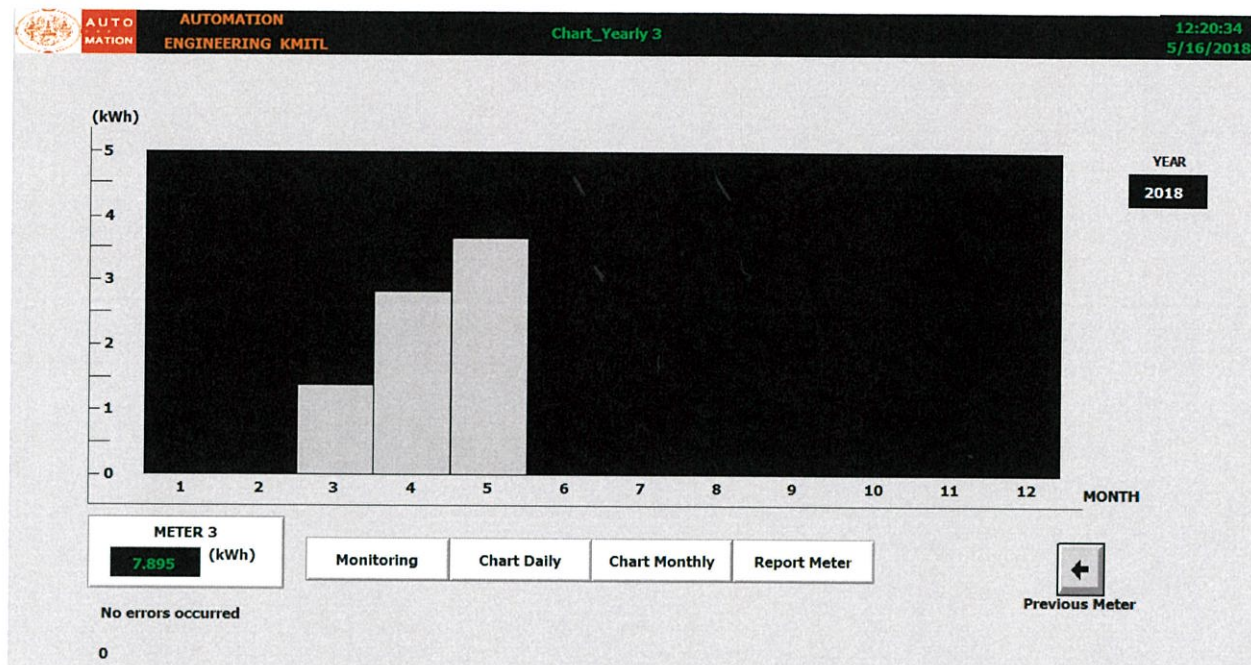 AUTO
MATION
AUTOMATION
ENGINEERING KMITL
Chart_Yearly 3
12:20:34
5/16/2018
(kWh)
5
4
3
2
1
0
1 2 3 4 5 6 7 8 9 10 11 12
MONTH
YEAR
2018
METER 3
7.895 (kWh)
Monitoring
Chart Daily
Chart Monthly
Report Meter
Previous Meter
No errors occurred
0